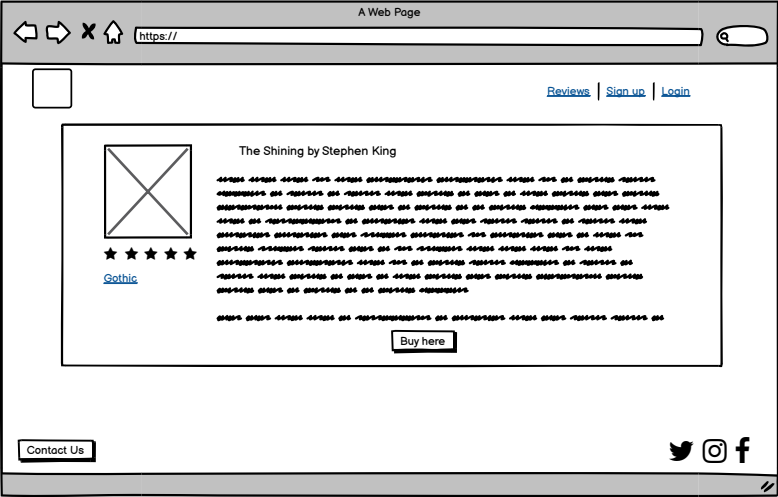 A Web Page
https://
Reviews Sign up Login
The Shining by Stephen King
Gothic
Buy here
Contact Us